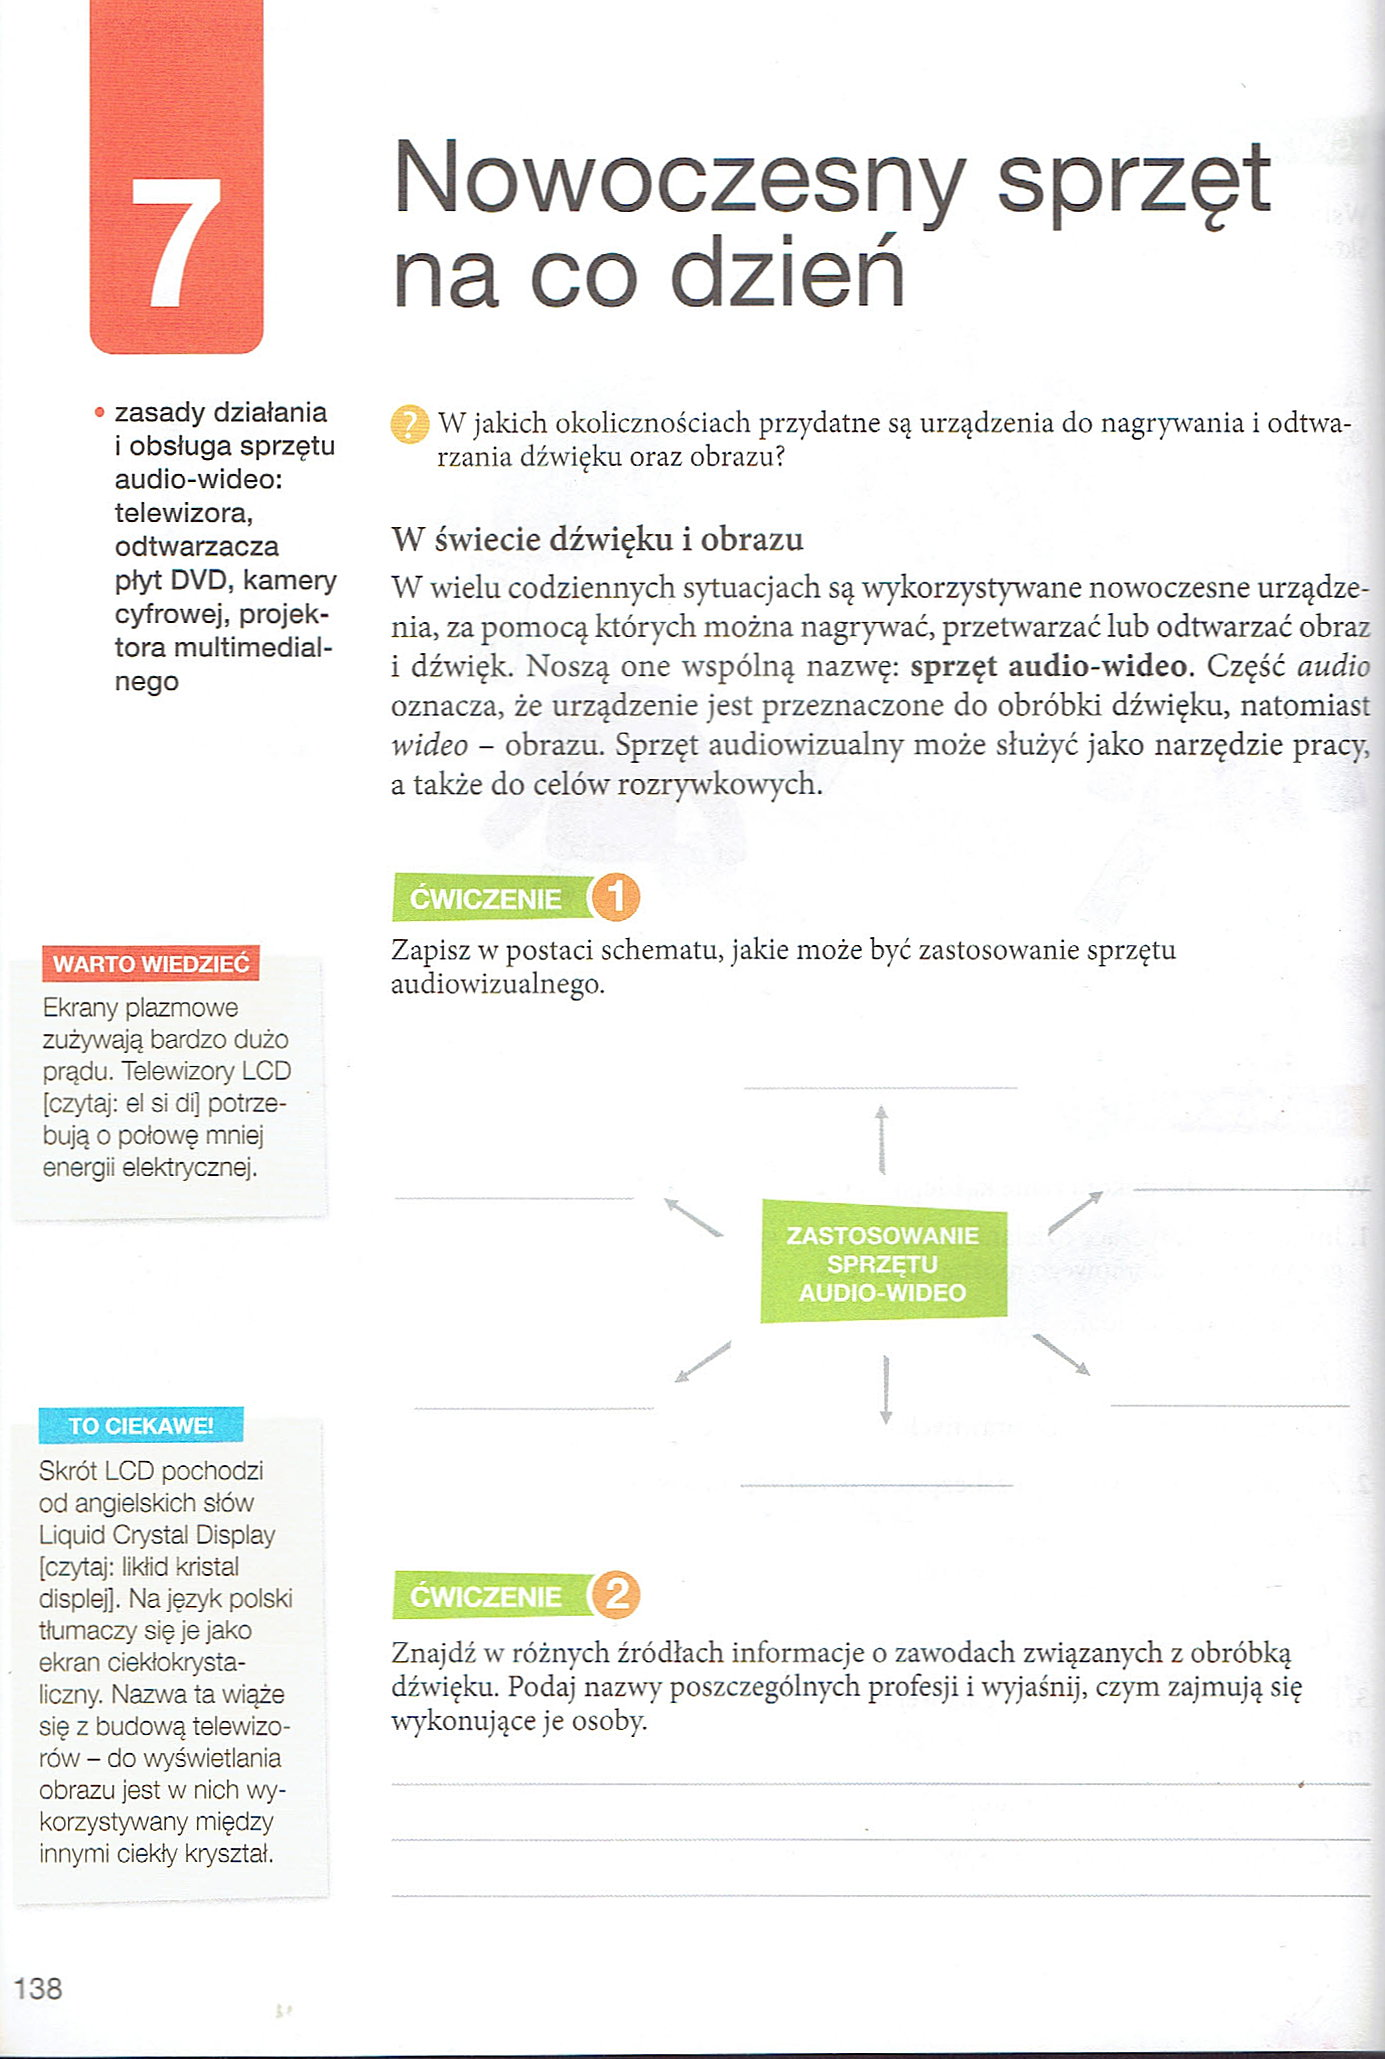 7
Nowoczesny sprzęt
na co dzień
• zasady działania
i obsługa sprzętu
audio-wideo:
telewizora,
odtwarzacza
płyt DVD, kamery
cyfrowej, projek-
tora multimedial-
nego
? W jakich okolicznościach przydatne są urządzenia do nagrywania i odtwa-
rzania dźwięku oraz obrazu?
W świecie dźwięku i obrazu
W wielu codziennych sytuacjach są wykorzystywane nowoczesne urządze-
nia, za pomocą których można nagrywać, przetwarzać lub odtwarzać obraz
i dźwięk. Noszą one wspólną nazwę: sprzęt audio-wideo. Część audio
oznacza, że urządzenie jest przeznaczone do obróbki dźwięku, natomiast
wideo – obrazu. Sprzęt audiowizualny może służyć jako narzędzie pracy,
a także do celów rozrywkowych.
ĆWICZENIE 1
Zapisz w postaci schematu, jakie może być zastosowanie sprzętu
audiowizualnego.
ZASTOSOWANIE
SPRZĘTU
AUDIO-WIDEO
WARTO WIEDZIEĆ
Ekrany plazmowe
zużywają bardzo dużo
prądu. Telewizory LCD
[czytaj: el si di] potrze-
bują o połowę mniej
energii elektrycznej.
TO CIEKAWE!
Skrót LCD pochodzi
od angielskich słów
Liquid Crystal Display
[czytaj: likłid kristal
displej]. Na język polski
tłumaczy się je jako
ekran ciekłokrysta-
liczny. Nazwa ta wiąże
się z budową telewizo-
rów – do wyświetlania
obrazu jest w nich wy-
korzystywany między
innymi ciekły kryształ.
ĆWICZENIE 2
Znajdź w różnych źródłach informacje o zawodach związanych z obróbką
dźwięku. Podaj nazwy poszczególnych profesji i wyjaśnij, czym zajmują się
wykonujące je osoby.
138